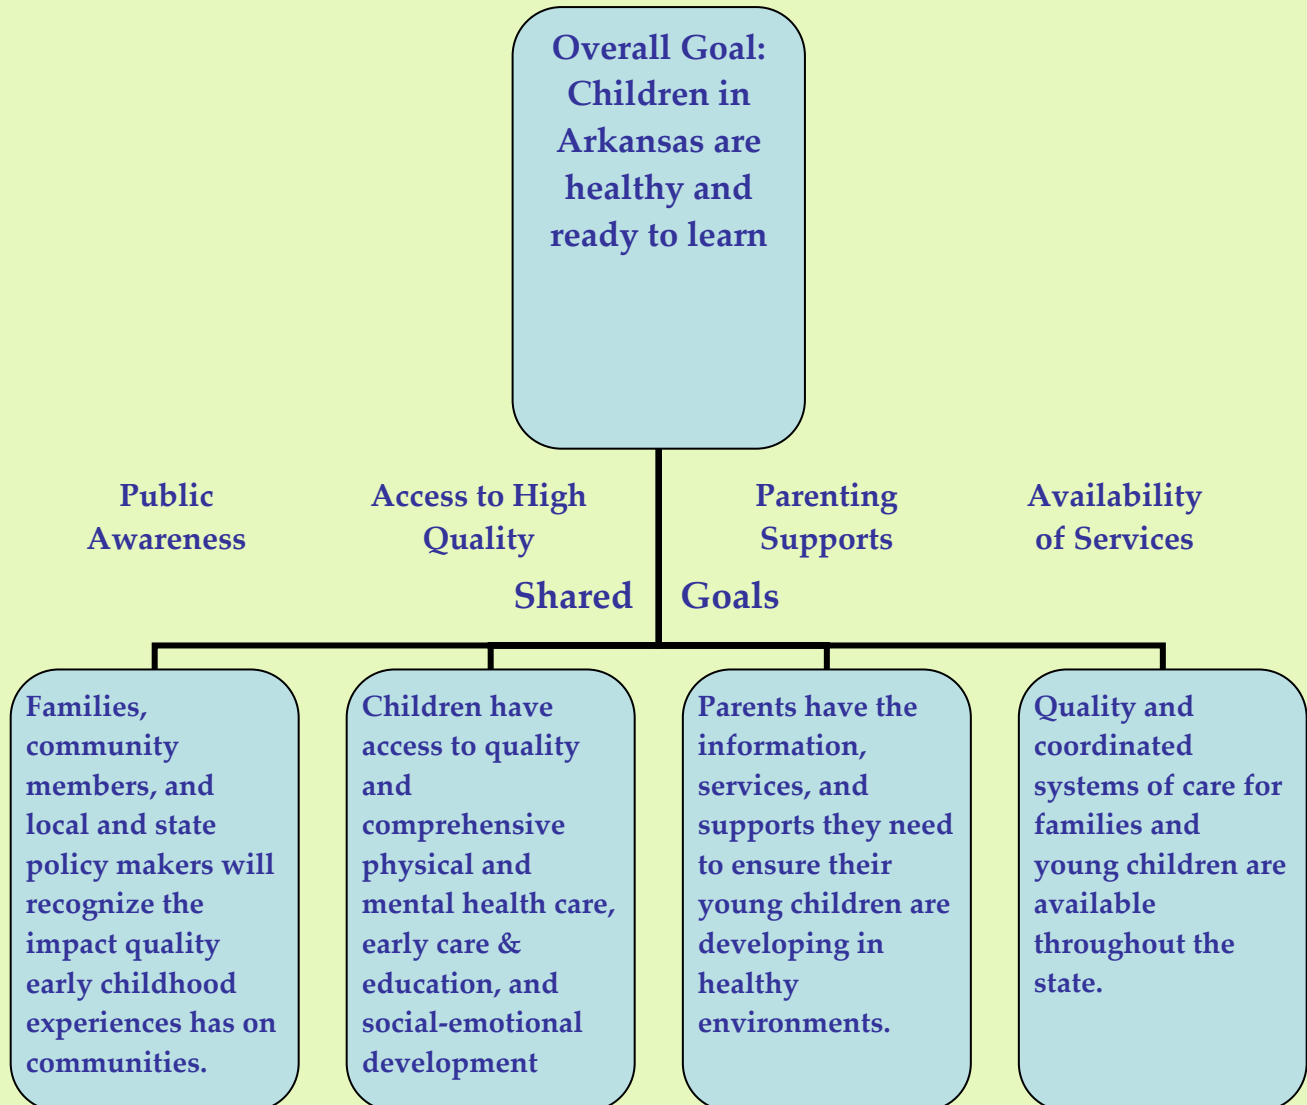 Overall Goal:
Children in
Arkansas are
healthy and
ready to learn
Public
Awareness
Access to High
Quality
Parenting
Supports
Availability
of Services
Shared Goals
Families,
community
members, and
local and state
policy makers will
recognize the
impact quality
early childhood
experiences has on
communities.
Children have
access to quality
and
comprehensive
physical and
mental health care,
early care &
education, and
social-emotional
development
Parents have the
information,
services, and
supports they need
to ensure their
young children are
developing in
healthy
environments.
Quality and
coordinated
systems of care for
families and
young children are
available
throughout the
state.